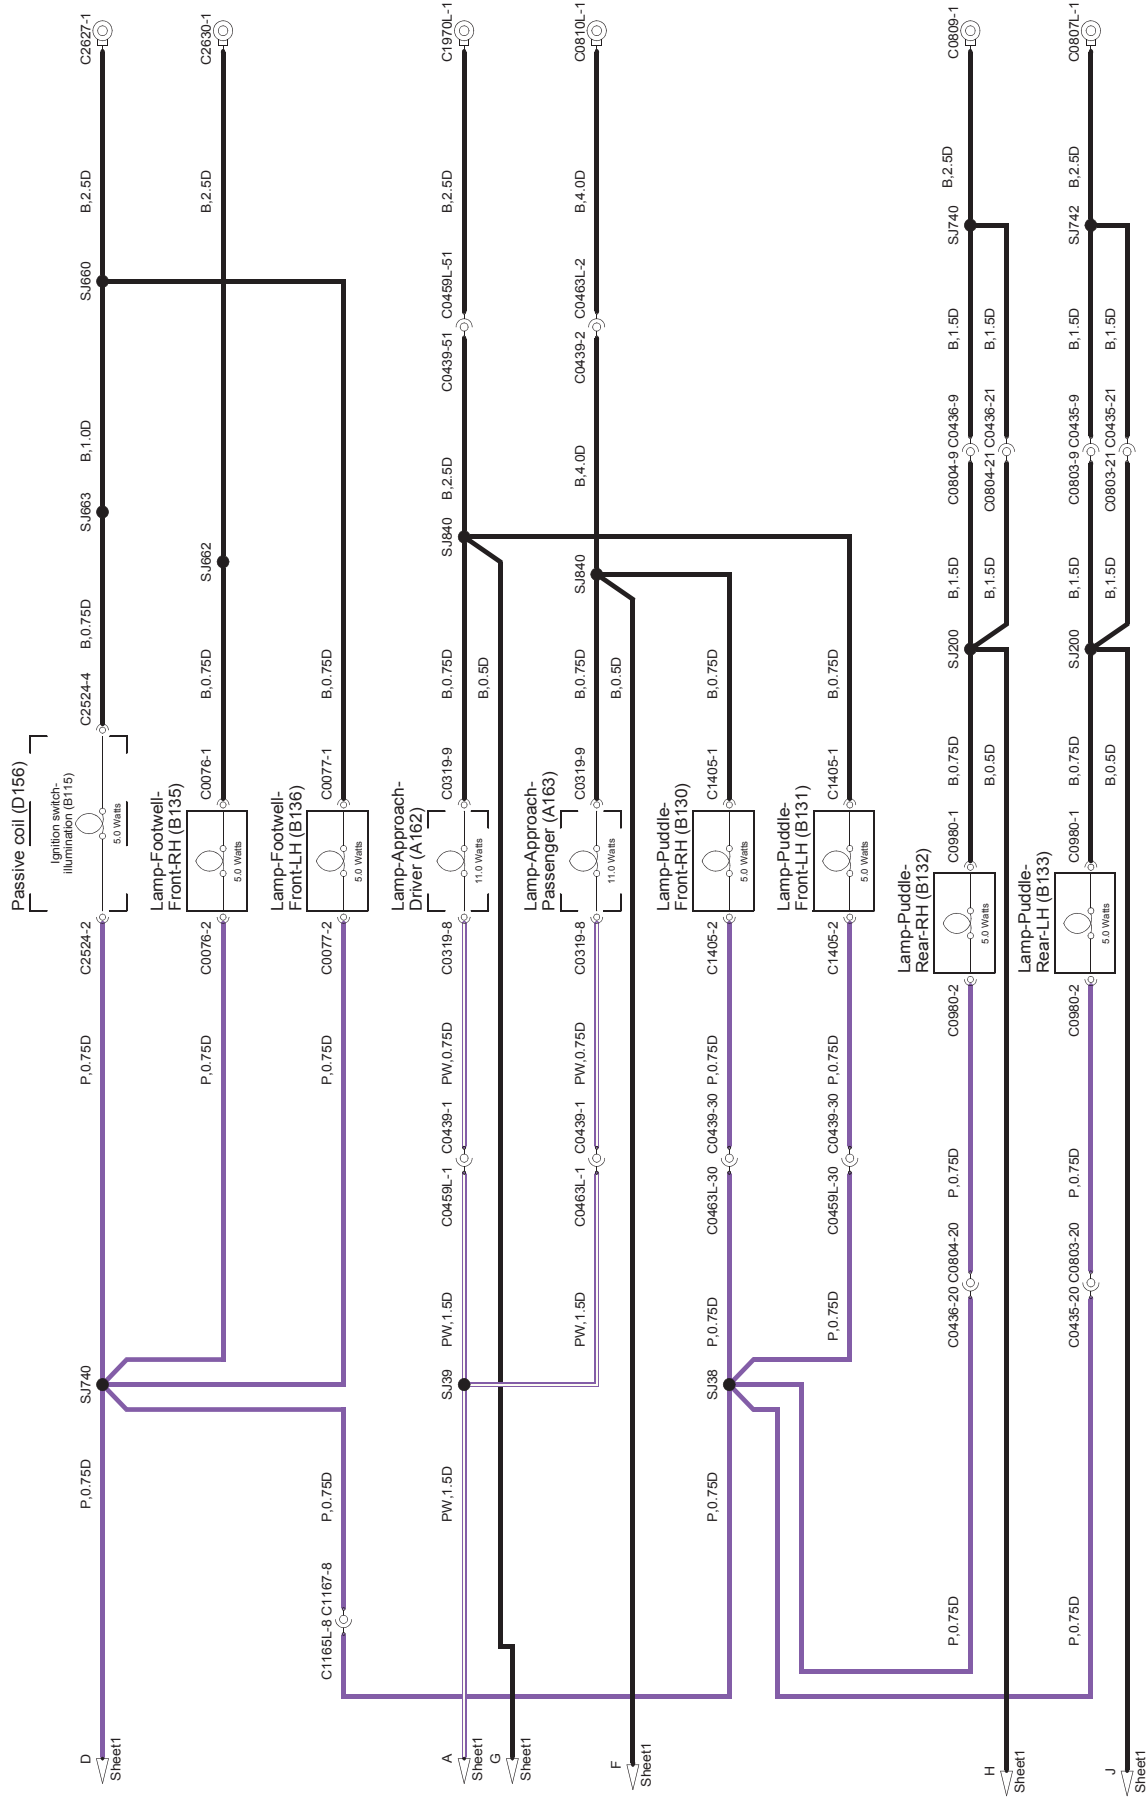 Passive coil (D156)
Ignition switch-
illumination (B115)
5.0 Watts
D
Sheet1
P,0.75D
SJ740
P,0.75D
C2524-2
C2524-4
B,0.75D
SJ663
B,1.0D
SJ660
B,2.5D
C2627-1
Lamp-Footwell-
Front-RH (B135)
5.0 Watts
P,0.75D
C0076-2
C0076-1
B,0.75D
SJ662
B,2.5D
C2630-1
Lamp-Footwell-
Front-LH (B136)
5.0 Watts
C1165L-8
C1167-8
P,0.75D
P,0.75D
C0077-2
C0077-1
B,0.75D
Lamp-Approach-
Driver (A162)
11.0 Watts
A
Sheet1
PW,1.5D
SJ39
PW,1.5D
C0459L-1
C0439-1
PW,0.75D
C0319-8
C0319-9
B,0.75D
SJ840
B,2.5D
C0439-51
C0459L-51
B,2.5D
C1970L-1
G
Sheet1
B,0.5D
Lamp-Approach-
Passenger (A163)
11.0 Watts
PW,1.5D
C0463L-1
C0439-1
PW,0.75D
C0319-8
C0319-9
B,0.75D
SJ840
B,4.0D
C0439-2
C0463L-2
B,4.0D
C0810L-1
F
Sheet1
B,0.5D
Lamp-Puddle-
Front-RH (B130)
5.0 Watts
P,0.75D
SJ38
P,0.75D
C0463L-30
C0439-30
P,0.75D
C1405-2
C1405-1
B,0.75D
Lamp-Puddle-
Front-LH (B131)
5.0 Watts
P,0.75D
C0459L-30
C0439-30
P,0.75D
C1405-2
C1405-1
B,0.75D
Lamp-Puddle-
Rear-RH (B132)
5.0 Watts
P,0.75D
C0436-20
C0804-20
P,0.75D
C0980-2
C0980-1
B,0.75D
SJ200
B,1.5D
C0804-9
C0436-9
B,1.5D
SJ740
B,2.5D
C0809-1
H
Sheet1
B,0.5D
B,1.5D
C0804-21
C0436-21
B,1.5D
Lamp-Puddle-
Rear-LH (B133)
5.0 Watts
P,0.75D
C0435-20
C0803-20
P,0.75D
C0980-2
C0980-1
B,0.75D
SJ200
B,1.5D
C0803-9
C0435-9
B,1.5D
SJ742
B,2.5D
C0807L-1
J
Sheet1
B,0.5D
B,1.5D
C0803-21
C0435-21
B,1.5D